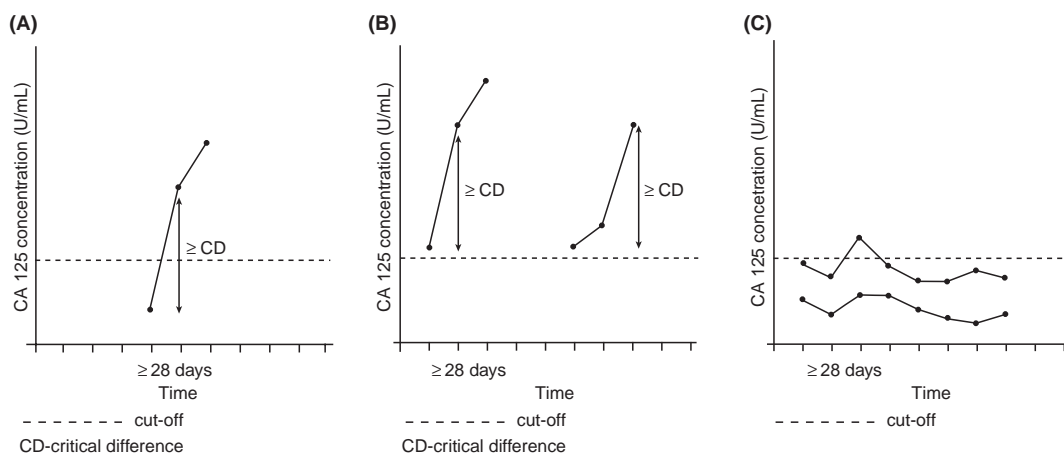 (A)
CA 125 concentration (U/mL)
≥ CD
≥ 28 days
Time
cut-off
CD-critical difference
(B)
CA 125 concentration (U/mL)
≥ CD
≥ CD
≥ 28 days
Time
cut-off
CD-critical difference
(C)
CA 125 concetration (U/mL)
≥ 28 days
Time
cut-off